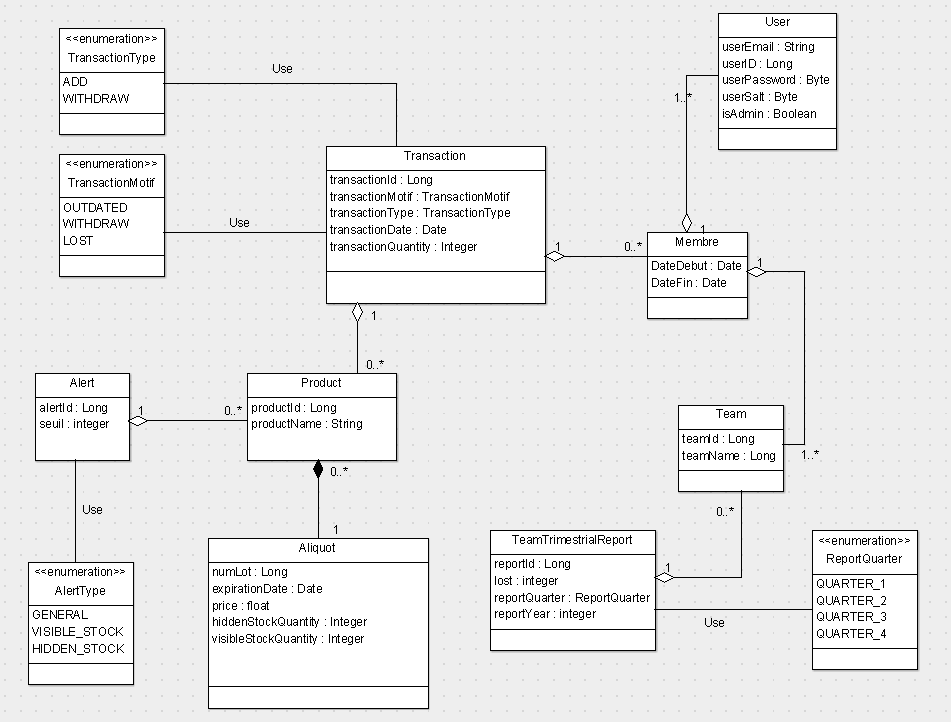 <<enumeration>>
TransactionType
ADD
WITHDRAW
Use
User
userEmail : String
userID : Long
userPassword : Byte
userSalt : Byte
isAdmin : Boolean
1..*
<<enumeration>>
TransactionMotif
OUTDATED
WITHDRAW
LOST
Use
Transaction
transactionId : Long
transactionMotif : TransactionMotif
transactionType : TransactionType
transactionDate : Date
transactionQuantity : Integer
1
0..*
1
Membre
DateDebut : Date
DateFin : Date
1
1
0..*
Alert
alertId : Long
seuil : integer
1
0..*
Product
productId : Long
productName : String
0..*
1
Team
teamId : Long
teamName : Long
1..*
0..*
Use
<<enumeration>>
AlertType
GENERAL
VISIBLE_STOCK
HIDDEN_STOCK
Aliquot
numLot : Long
expirationDate : Date
price : float
hiddenStockQuantity : Integer
visibleStockQuantity : Integer
TeamTrimestrialReport
reportId : Long
lost : integer
reportQuarter : ReportQuarter
reportYear : integer
1
Use
<<enumeration>>
ReportQuarter
QUARTER_1
QUARTER_2
QUARTER_3
QUARTER_4